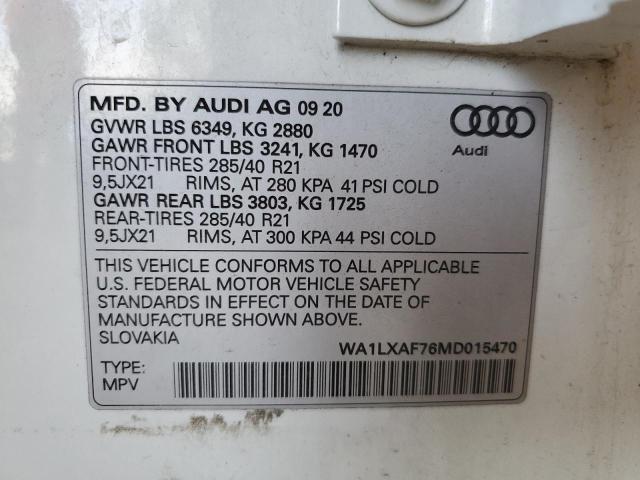 MFD. BY AUDI AG 09 20
GVWR LBS 6349, KG 2880
GAWR FRONT LBS 3241, KG 1470
FRONT-TIRES 285/40 R21
9,5JX21 RIMS, AT 280 KPA 41 PSI COLD
GAWR REAR LBS 3803, KG 1725
REAR-TIRES 285/40 R21
9,5JX21 RIMS, AT 300 KPA 44 PSI COLD
Audi
THIS VEHICLE CONFORMS TO ALL APPLICABLE
U.S. FEDERAL MOTOR VEHICLE SAFETY
STANDARDS IN EFFECT ON THE DATE OF
MANUFACTURE SHOWN ABOVE.
SLOVAKIA
WA1LXAF76MD015470
TYPE:
MPV